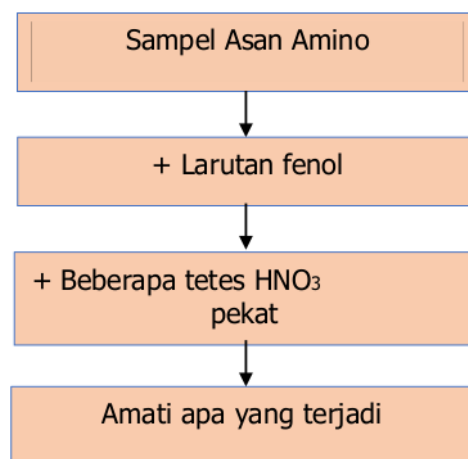 Sampel Asan Amino
+ Larutan fenol
+ Beberapa tetes HNO₃
pekat
Amati apa yang terjadi